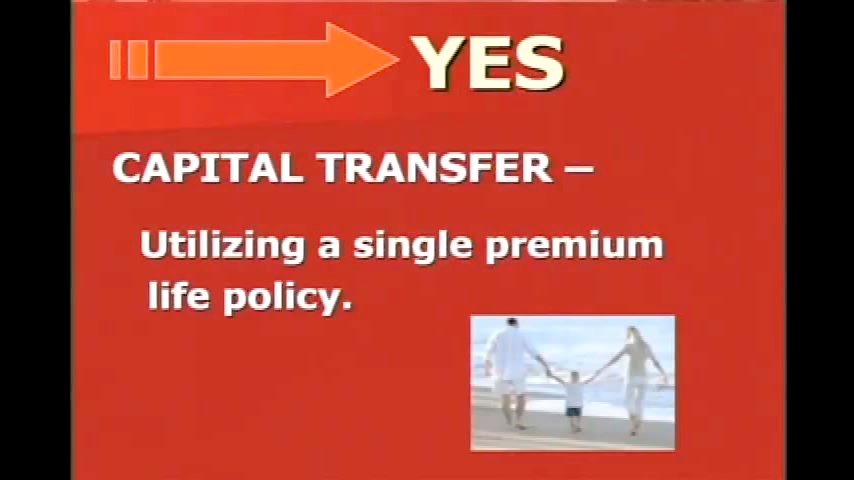 YES
CAPITAL TRANSFER –
Utilizing a single premium
life policy.